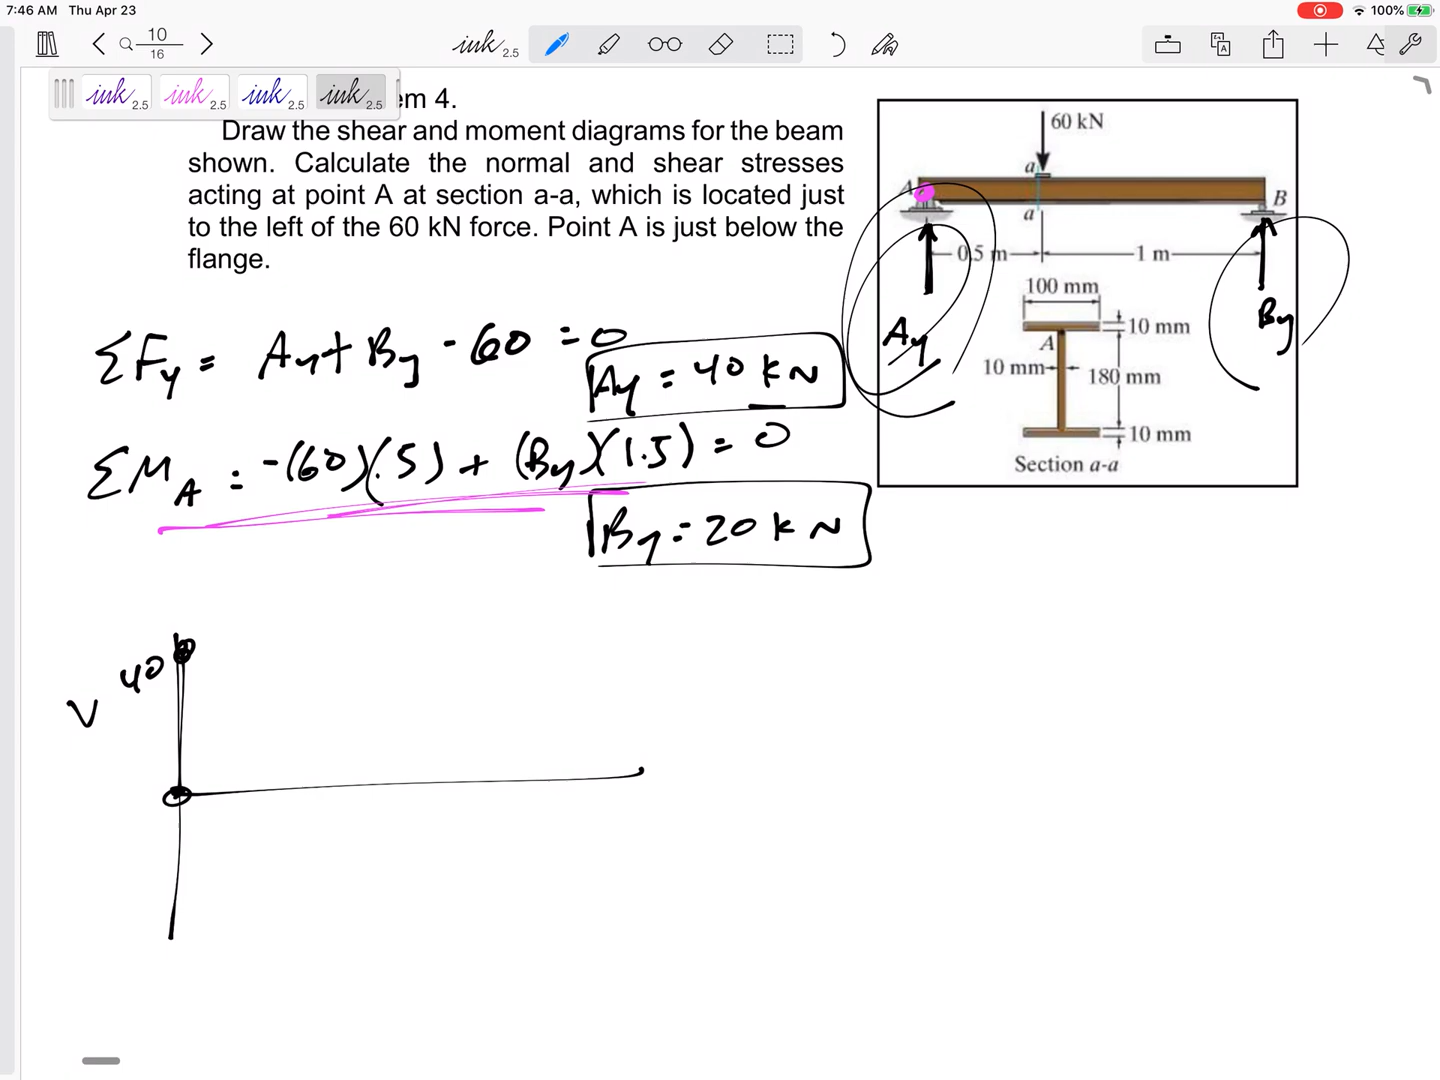 7:46 AM Thu Apr 23
100%
10
16
ink 2.5
ink 2.5 ink 2.5 ink 2.5 ink 2.5
em 4.
Draw the shear and moment diagrams for the beam
shown. Calculate the normal and shear stresses
acting at point A at section a-a, which is located just
to the left of the 60 kN force. Point A is just below the
flange.
60 kN
a
A
B
a
0.5 m
1 m
Ay
By
100 mm
10 mm
A
10 mm
180 mm
10 mm
Section a-a
ΣFy = Ay + By - 60 = 0
Ay = 40 kN
ΣMA = -(60)(.5) + (By)(1.5) = 0
By = 20 kN
40
V